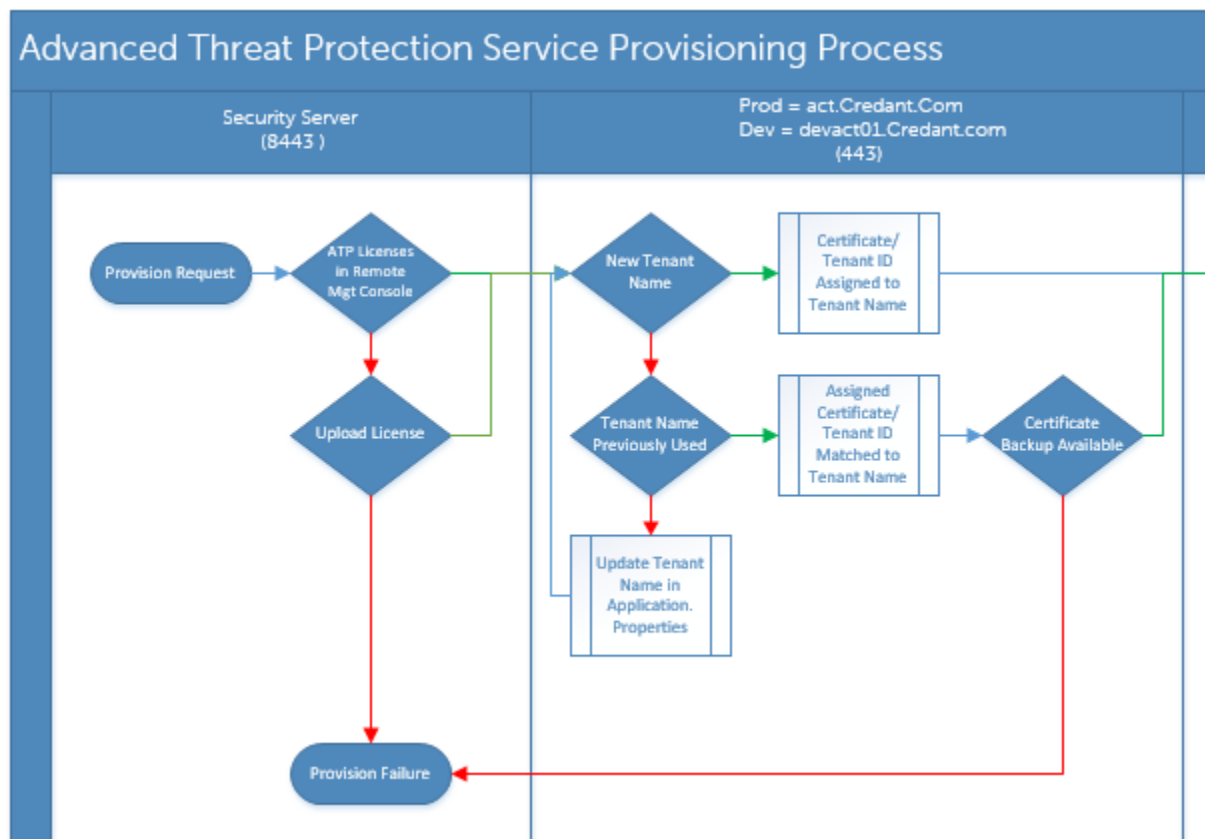 Advanced Threat Protection Service Provisioning Process
Security Server
(8443 )
Prod = act.Credant.Com
Dev = devact01.Credant.com
(443)
Provision Request
ATP Licenses
in Remote
Mgt Console
New Tenant
Name
Certificate/
Tenant ID
Assigned to
Tenant Name
Upload License
Tenant Name
Previously Used
Assigned
Certificate/
Tenant ID
Matched to
Tenant Name
Certificate
Backup Available
Update Tenant
Name in
Application.
Properties
Provision Failure